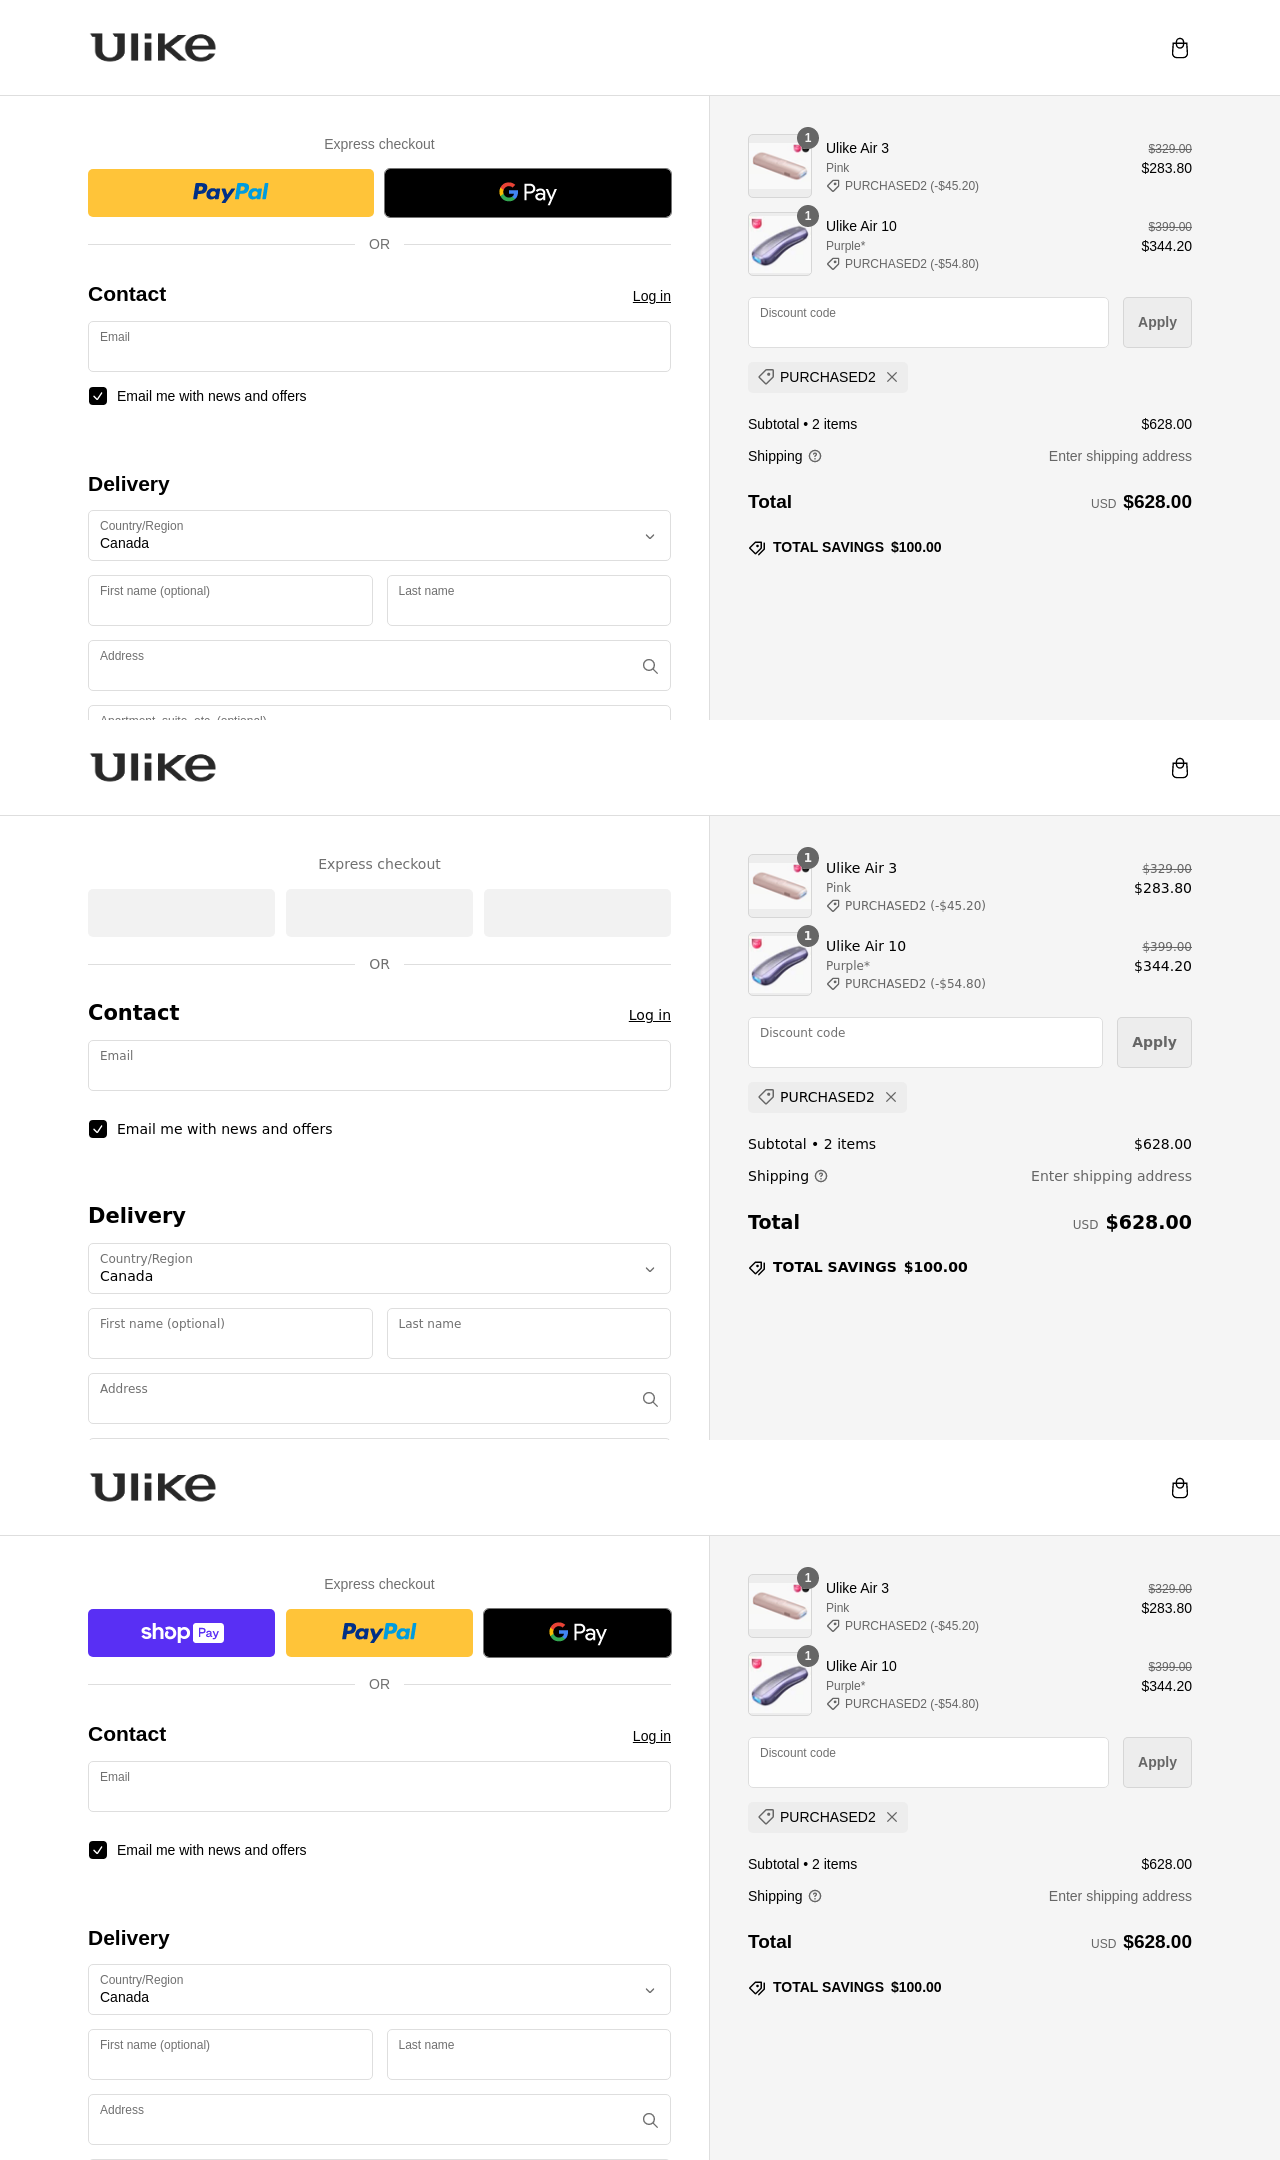 Ulike
Express checkout
PayPal
G Pay
OR
Contact
Log in
Email
Email me with news and offers
Delivery
Country/Region
Canada
First name (optional)
Last name
Address
Apartment, suite, etc. (optional)
1
Ulike Air 3
$329.00
Pink
$283.80
PURCHASED2 (-$45.20)
1
Ulike Air 10
$399.00
Purple*
$344.20
PURCHASED2 (-$54.80)
Discount code
Apply
PURCHASED2
Subtotal • 2 items
$628.00
Shipping
Enter shipping address
Total
USD $628.00
TOTAL SAVINGS $100.00
Ulike
Express checkout
OR
Contact
Log in
Email
Email me with news and offers
Delivery
Country/Region
Canada
First name (optional)
Last name
Address
1
Ulike Air 3
$329.00
Pink
$283.80
PURCHASED2 (-$45.20)
1
Ulike Air 10
$399.00
Purple*
$344.20
PURCHASED2 (-$54.80)
Discount code
Apply
PURCHASED2
Subtotal • 2 items
$628.00
Shipping
Enter shipping address
Total
USD $628.00
TOTAL SAVINGS $100.00
Ulike
Express checkout
shop Pay
PayPal
G Pay
OR
Contact
Log in
Email
Email me with news and offers
Delivery
Country/Region
Canada
First name (optional)
Last name
Address
1
Ulike Air 3
$329.00
Pink
$283.80
PURCHASED2 (-$45.20)
1
Ulike Air 10
$399.00
Purple*
$344.20
PURCHASED2 (-$54.80)
Discount code
Apply
PURCHASED2
Subtotal • 2 items
$628.00
Shipping
Enter shipping address
Total
USD $628.00
TOTAL SAVINGS $100.00